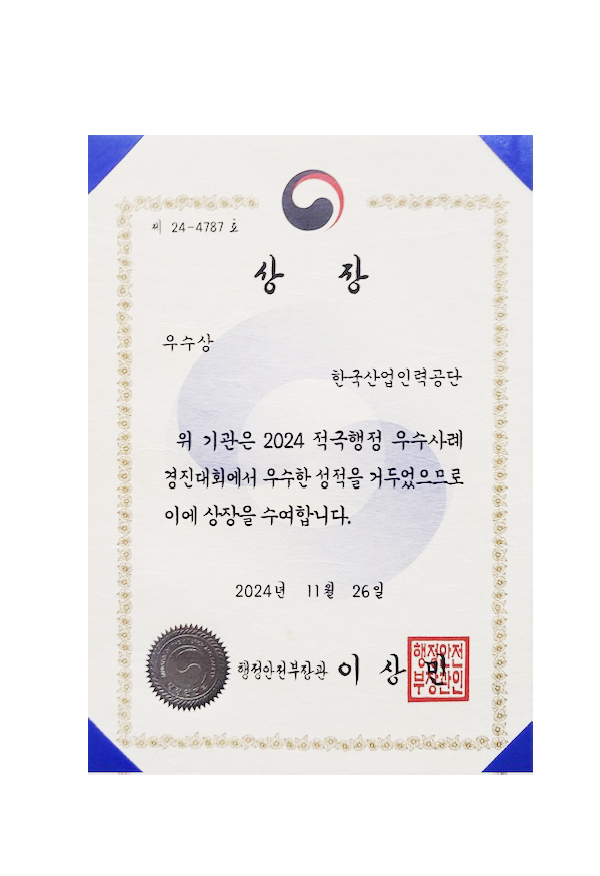 제 24-4787 호
상 장
우수상
한국산업인력공단
위 기관은 2024 적극행정 우수사례
경진대회에서 우수한 성적을 거두었으므로
이에 상장을 수여합니다.
2024년 11월 26일
행정안전부장관 이 상 민
행정안전
부장관인